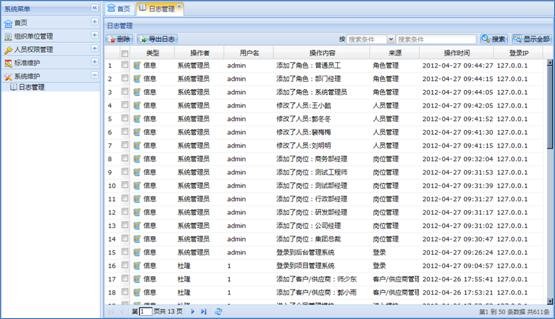 系统菜单
首页
组织单位管理
人员权限管理
标准维护
系统维护
日志管理
首页 日志管理
日志管理
删除 导出日志 按 搜索条件 搜索条件 搜索 显示全部
类型 操作者 用户名 操作内容 来源 操作时间 登录IP
1 信息 系统管理员 admin 添加了角色：普通员工 角色管理 2012-04-27 09:44:27 127.0.0.1
2 信息 系统管理员 admin 添加了角色：部门经理 角色管理 2012-04-27 09:44:15 127.0.0.1
3 信息 系统管理员 admin 添加了角色：系统管理员 角色管理 2012-04-27 09:44:05 127.0.0.1
4 信息 系统管理员 admin 修改了人员:王小皓 人员管理 2012-04-27 09:42:05 127.0.0.1
5 信息 系统管理员 admin 修改了人员:郭冬冬 人员管理 2012-04-27 09:41:52 127.0.0.1
6 信息 系统管理员 admin 修改了人员:裴梅梅 人员管理 2012-04-27 09:41:30 127.0.0.1
7 信息 系统管理员 admin 修改了人员:刘明明 人员管理 2012-04-27 09:41:15 127.0.0.1
8 信息 系统管理员 admin 添加了岗位：商务部经理 岗位管理 2012-04-27 09:32:04 127.0.0.1
9 信息 系统管理员 admin 添加了岗位：测试工程师 岗位管理 2012-04-27 09:31:53 127.0.0.1
10 信息 系统管理员 admin 添加了岗位：测试部经理 岗位管理 2012-04-27 09:31:39 127.0.0.1
11 信息 系统管理员 admin 添加了岗位：行政部经理 岗位管理 2012-04-27 09:31:27 127.0.0.1
12 信息 系统管理员 admin 添加了岗位：研发部经理 岗位管理 2012-04-27 09:31:17 127.0.0.1
13 信息 系统管理员 admin 添加了岗位：公司经理 岗位管理 2012-04-27 09:31:02 127.0.0.1
14 信息 系统管理员 admin 添加了岗位：集团总裁 岗位管理 2012-04-27 09:30:47 127.0.0.1
15 信息 系统管理员 admin 登录到后台管理系统 登录 2012-04-27 09:26:24 127.0.0.1
16 信息 杜隆 1 登录到项目管理系统 登录 2012-04-27 09:04:57 127.0.0.1
17 信息 杜隆 1 添加了客户/供应商：师少东 客户/供应商管理 2012-04-26 17:55:41 127.0.0.1
18 信息 杜隆 1 添加了客户/供应商：郭小雨 客户/供应商管理 2012-04-26 17:53:21 127.0.0.1
第 1 页共 13 页 第1 到 50 条数据 共611条